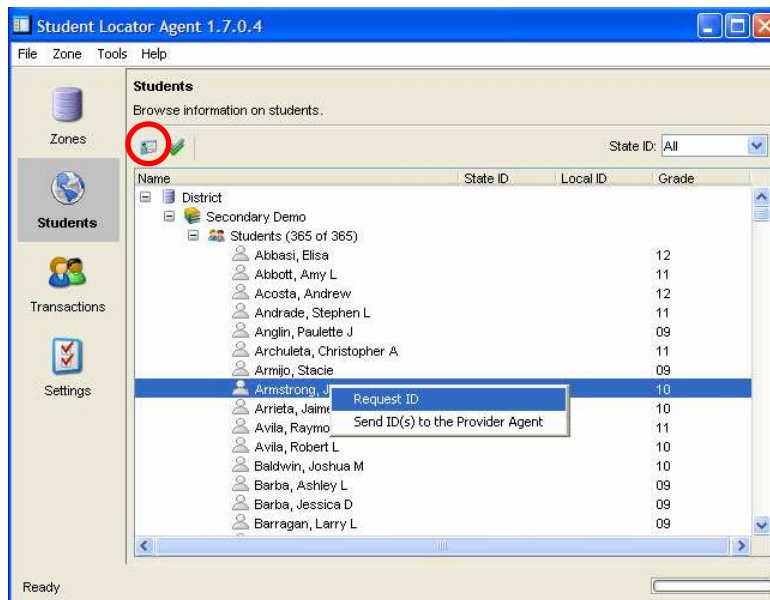 Student Locator Agent 1.7.0.4
File Zone Tools Help
Students
Browse information on students.
Zones
State ID: All
Name State ID Local ID Grade
District
Students
Secondary Demo
Students (365 of 365)
Abbasi, Elisa 12
Abbott, Amy L 11
Acosta, Andrew 12
Transactions
Andrade, Stephen L 11
Anglin, Paulette J 09
Archuleta, Christopher A 11
Armijo, Stacie 09
Settings
Armstrong, J 10
Request ID
Arrieta, Jaime 10
Send ID(s) to the Provider Agent
Avila, Raymo 11
Avila, Robert L 10
Baldwin, Joshua M 10
Barba, Ashley L 09
Barba, Jessica D 09
Barragan, Larry L 09
Ready